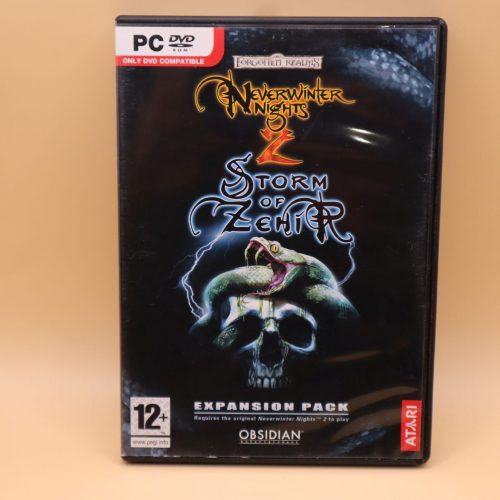 PC DVD
ROM
ONLY DVD COMPATIBLE
FORGOTTEN REALMS
NEVERWINTER
NIGHTS
2
STORM
OF
ZEHIR
EXPANSION PACK
Requires the original Neverwinter Nights™ 2 to play
12+
www.pegi.info
OBSIDIAN
ENTERTAINMENT
ATARI